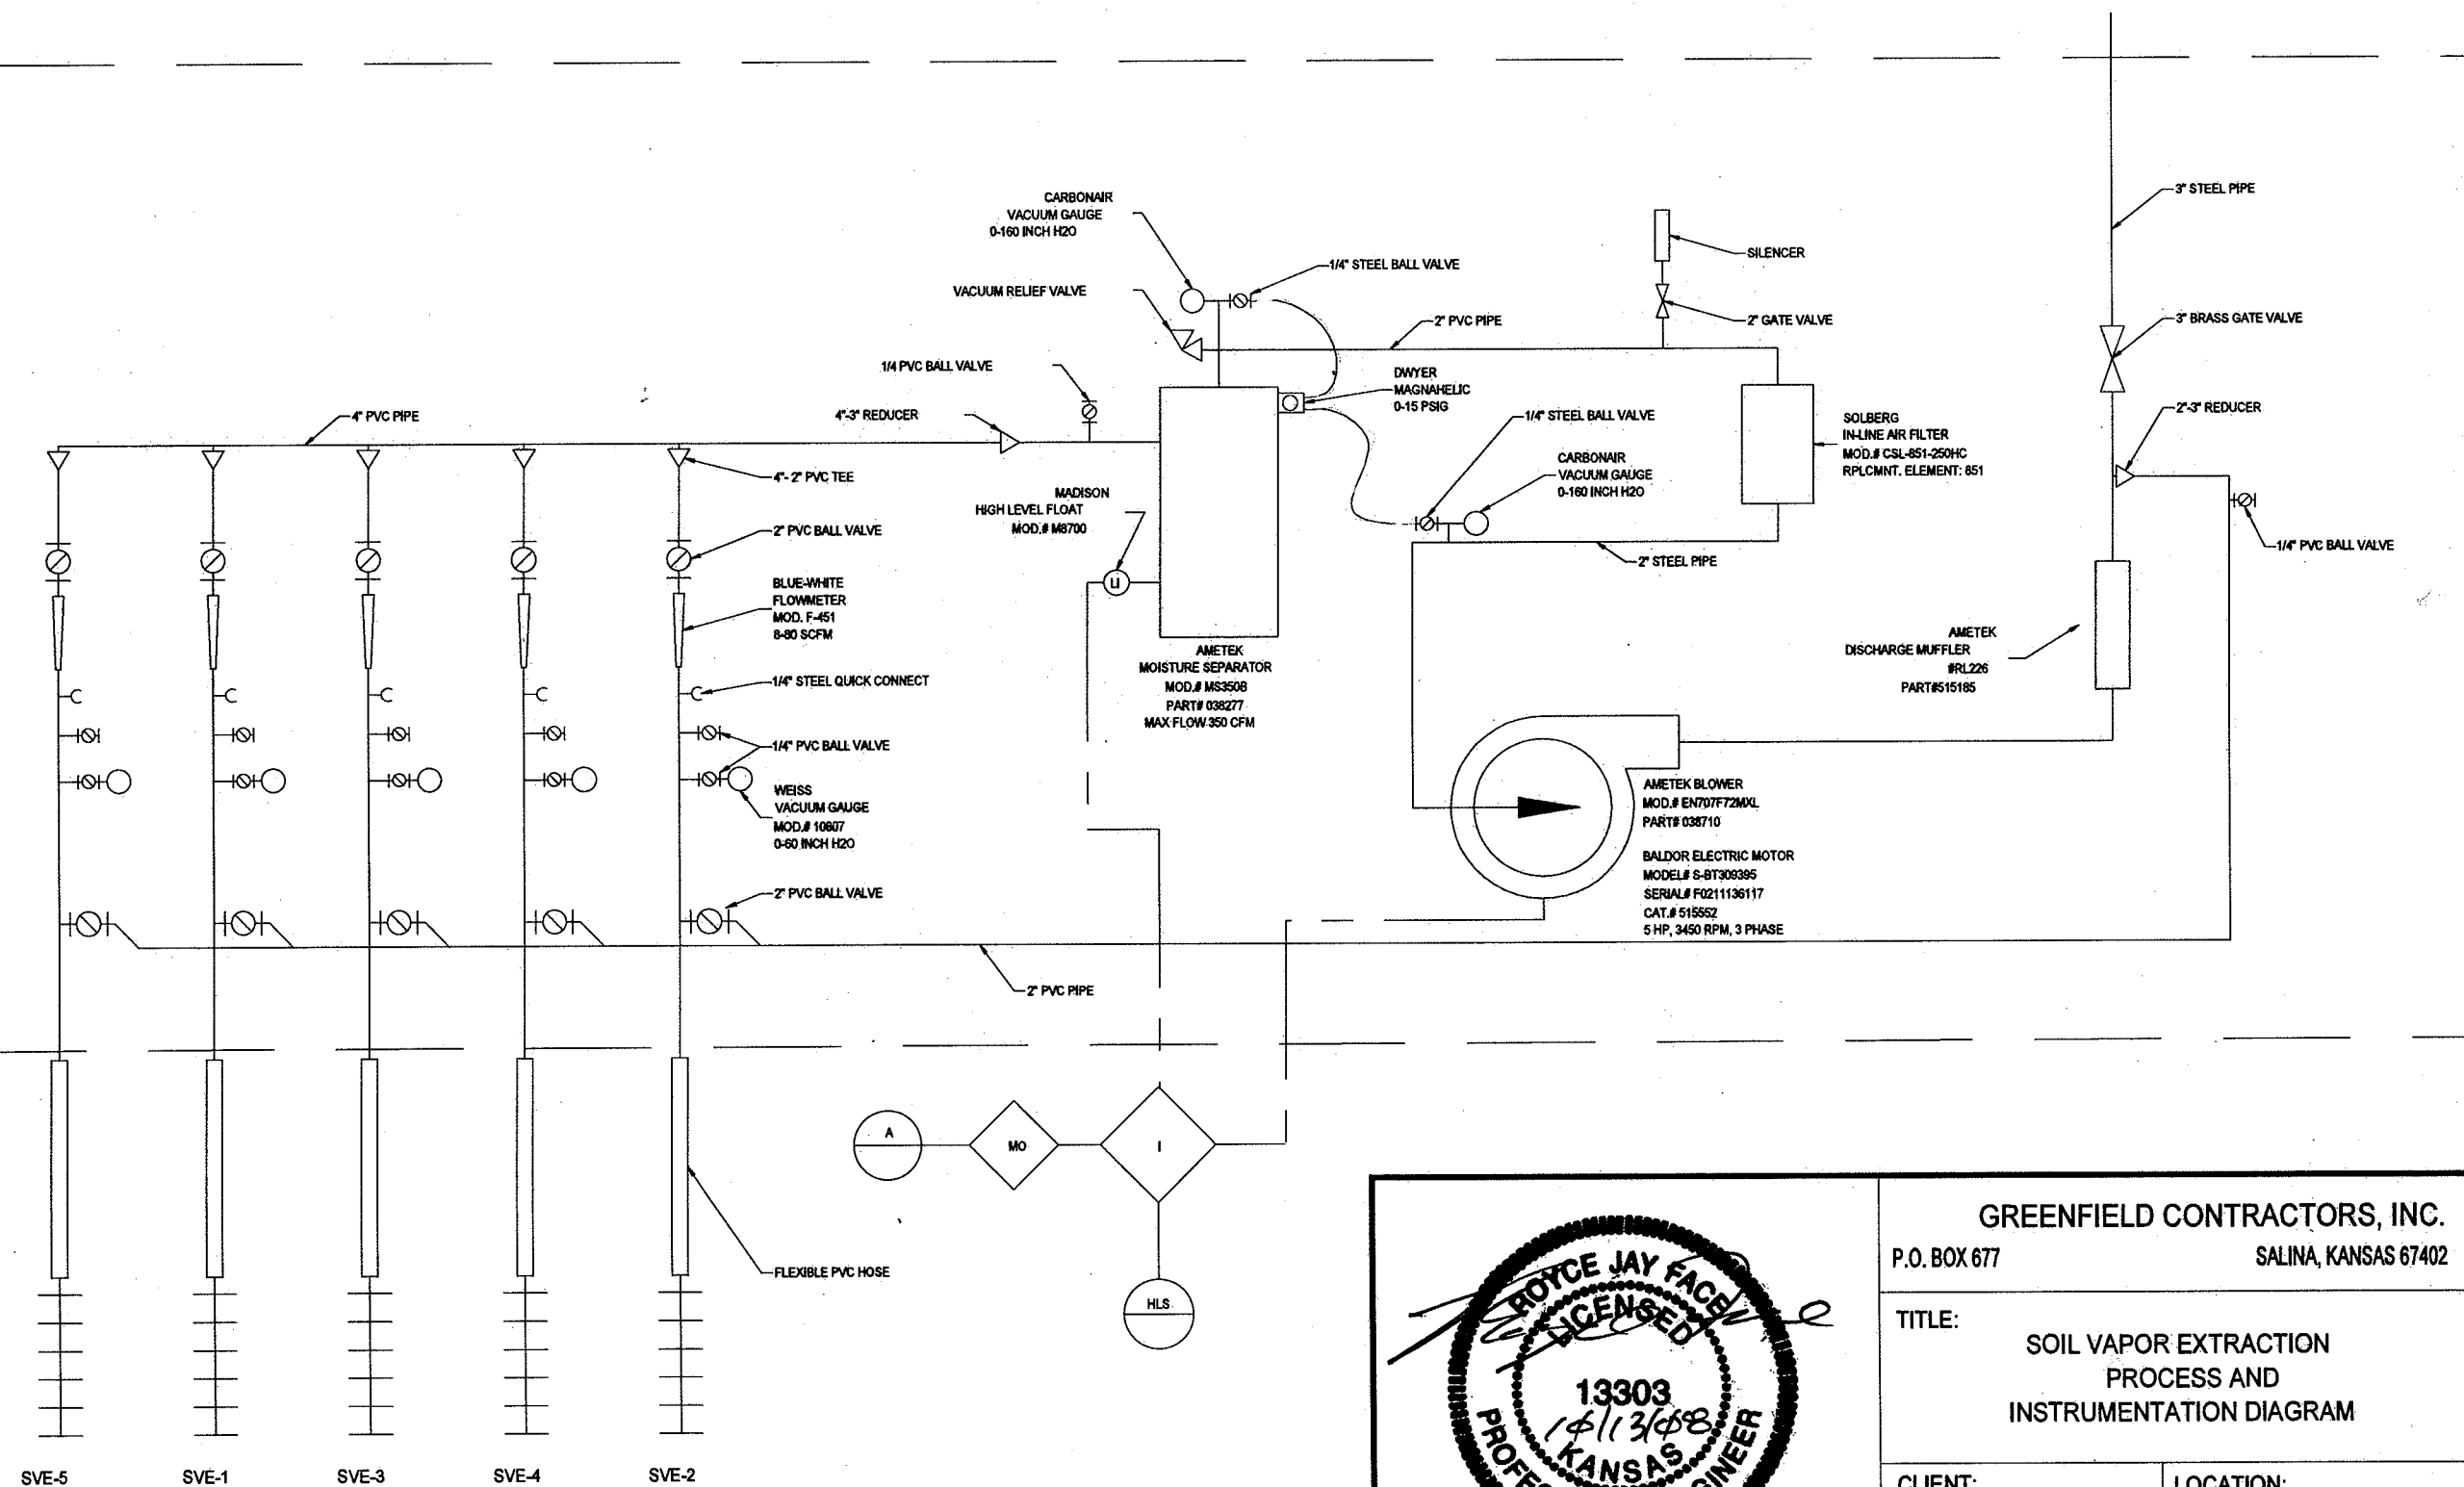 CARBONAIR
VACUUM GAUGE
0-160 INCH H2O
VACUUM RELIEF VALVE
1/4" STEEL BALL VALVE
SILENCER
2" PVC PIPE
2" GATE VALVE
3" STEEL PIPE
3" BRASS GATE VALVE
1/4 PVC BALL VALVE
4" PVC PIPE
4"-3" REDUCER
DWYER
MAGNAHELIC
0-15 PSIG
1/4" STEEL BALL VALVE
2"-3" REDUCER
SOLBERG
IN-LINE AIR FILTER
MOD.# CSL-851-250HC
RPLCMNT. ELEMENT: 851
CARBONAIR
VACUUM GAUGE
0-160 INCH H2O
4"- 2" PVC TEE
MADISON
HIGH LEVEL FLOAT
MOD.# M8700
2" PVC BALL VALVE
1/4" PVC BALL VALVE
2" STEEL PIPE
LI
BLUE-WHITE
FLOWMETER
MOD. F-451
8-80 SCFM
AMETEK
MOISTURE SEPARATOR
MOD.# MS350B
PART# 038277
MAX FLOW 350 CFM
AMETEK
DISCHARGE MUFFLER
#RL226
PART#515185
C
C
C
C
C
1/4" STEEL QUICK CONNECT
1/4" PVC BALL VALVE
WEISS
VACUUM GAUGE
MOD.# 10607
0-60 INCH H2O
AMETEK BLOWER
MOD.# EN707F72MXL
PART# 038710
BALDOR ELECTRIC MOTOR
MODEL# S-BT309395
SERIAL# F0211136117
CAT.# 515552
5 HP, 3450 RPM, 3 PHASE
2" PVC BALL VALVE
2" PVC PIPE
A
MO
I
HLS
FLEXIBLE PVC HOSE
SVE-5
SVE-1
SVE-3
SVE-4
SVE-2
ROYCE JAY FACE
LICENSED
13303
10/13/08
KANSAS
GREENFIELD CONTRACTORS, INC.
P.O. BOX 677
SALINA, KANSAS 67402
TITLE:
SOIL VAPOR EXTRACTION
PROCESS AND
INSTRUMENTATION DIAGRAM
CLIENT:
LOCATION: